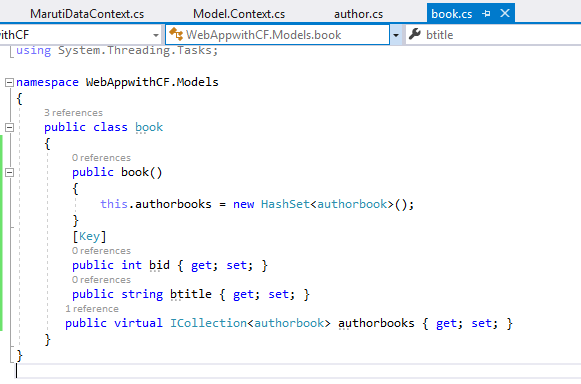 MarutiDataContext.cs Model.Context.cs author.cs book.cs
ithCF WebAppwithCF.Models.book btitle
using System.Threading.Tasks;
namespace WebAppwithCF.Models
{
3 references
public class book
{
0 references
public book()
{
this.authorbooks = new HashSet<authorbook>();
}
[Key]
0 references
public int bid { get; set; }
0 references
public string btitle { get; set; }
1 reference
public virtual ICollection<authorbook> authorbooks { get; set; }
}
}